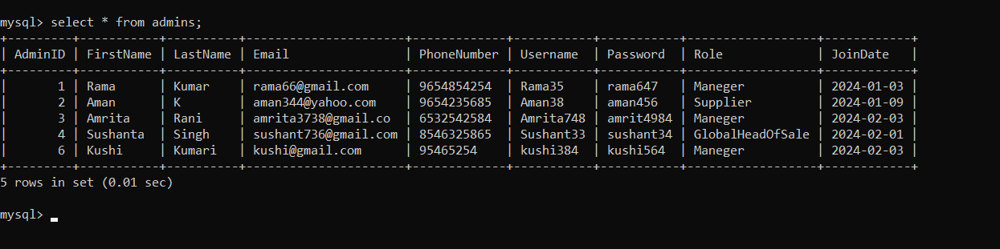 mysql> select * from admins;
+---------+-----------+----------+----------------------+-------------+-----------+-----------+------------------+------------+
| AdminID | FirstName | LastName | Email                | PhoneNumber | Username  | Password  | Role             | JoinDate   |
+---------+-----------+----------+----------------------+-------------+-----------+-----------+------------------+------------+
|       1 | Rama      | Kumar    | rama66@gmail.com     | 9654854254  | Rama35    | rama647   | Maneger          | 2024-01-03 |
|       2 | Aman      | K        | aman344@yahoo.com    | 9654235685  | Aman38    | aman456   | Supplier         | 2024-01-09 |
|       3 | Amrita    | Rani     | amrita3738@gmail.co  | 6532542584  | Amrita748 | amrit4984 | Maneger          | 2024-02-03 |
|       4 | Sushanta  | Singh    | sushant736@gmail.com | 8546325865  | Sushant33 | sushant34 | GlobalHeadOfSale | 2024-02-01 |
|       6 | Kushi     | Kumari   | kushi@gmail.com      | 95465254    | kushi384  | kushi564  | Maneger          | 2024-02-03 |
+---------+-----------+----------+----------------------+-------------+-----------+-----------+------------------+------------+
5 rows in set (0.01 sec)
mysql> _